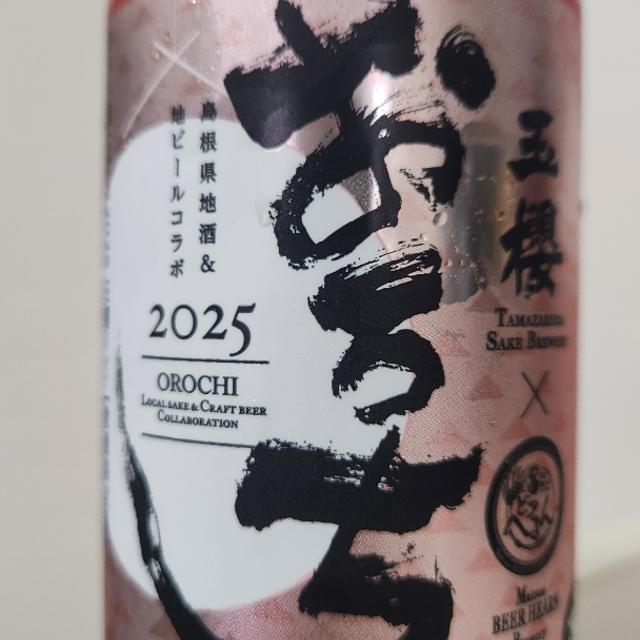 おろち
島根県地酒&
地ビールコラボ
2025
OROCHI
LOCAL SAKE & CRAFT BEER
COLLABORATION
玉櫻
TAMAZAKURA
SAKE BREWERY
×
BEER HEARN